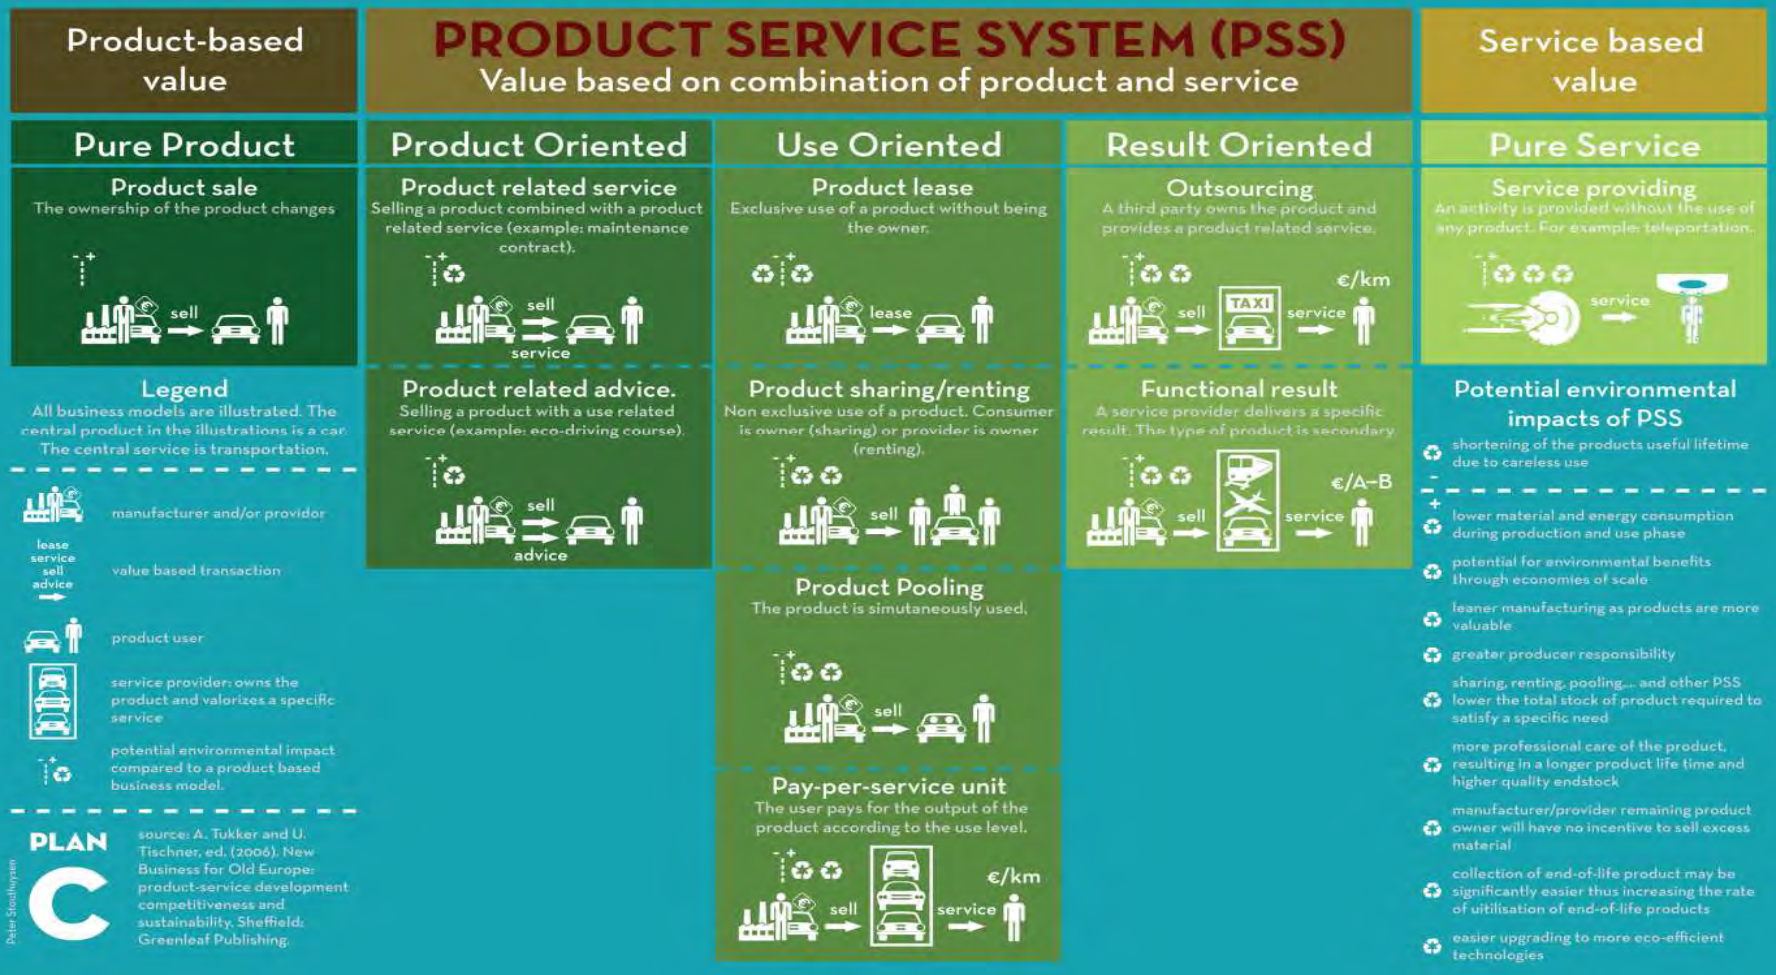 Product-based
value
PRODUCT SERVICE SYSTEM (PSS)
Value based on combination of product and service
Service based
value
Pure Product
Product Oriented
Use Oriented
Result Oriented
Pure Service
Product sale
The ownership of the product changes
- +
sell
Product related service
Selling a product combined with a product
related service (example: maintenance
contract).
- +
sell
service
Product lease
Exclusive use of a product without being
the owner.
- +
lease
Outsourcing
A third party owns the product and
provides a product related service.
- +
€/km
TAXI
sell
service
Service providing
An activity is provided without the use of
any product. For example: teleportation.
- +
service
Legend
All business models are illustrated. The
central product in the illustrations is a car.
The central service is transportation.
manufacturer and/or providor
lease
service
sell
advice
value based transaction
product user
service provider: owns the
product and valorizes a specific
service
- +
potential environmental impact
compared to a product based
business model.
PLAN
C
source: A. Tukker and U.
Tischner, ed. (2006). New
Business for Old Europe:
product-service development
competitiveness and
sustainability, Sheffield:
Greenleaf Publishing.
Peter Stouthuysen
Product related advice.
Selling a product with a use related
service (example: eco-driving course).
- +
sell
advice
Product sharing/renting
Non exclusive use of a product. Consumer
is owner (sharing) or provider is owner
(renting).
- +
sell
Product Pooling
The product is simutaneously used.
- +
sell
Pay-per-service unit
The user pays for the output of the
product according to the use level.
- +
€/km
sell
service
Functional result
A service provider delivers a specific
result. The type of product is secondary
- +
€/A-B
sell
service
Potential environmental
impacts of PSS
shortening of the products useful lifetime
due to careless use
-
+
lower material and energy consumption
during production and use phase
potential for environmental benefits
through economies of scale
leaner manufacturing as products are more
valuable
greater producer responsibility
sharing, renting, pooling,... and other PSS
lower the total stock of product required to
satisfy a specific need
more professional care of the product,
resulting in a longer product life time and
higher quality endstock
manufacturer/provider remaining product
owner will have no incentive to sell excess
material
collection of end-of-life product may be
significantly easier thus increasing the rate
of uitilisation of end-of-life products
easier upgrading to more eco-efficient
technologies